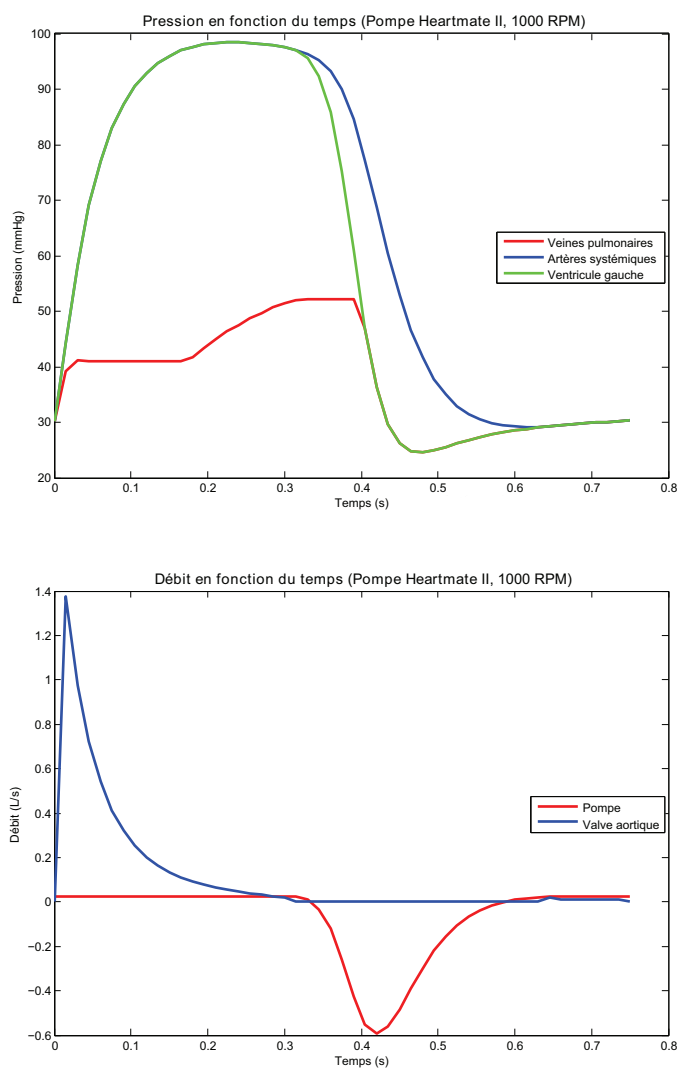 Pression en fonction du temps (Pompe Heartmate II, 1000 RPM)
100
90
80
70
60
50
40
30
20
Pression (mmHg)
Veines pulmonaires
Artères systémiques
Ventricule gauche
0 0.1 0.2 0.3 0.4 0.5 0.6 0.7 0.8
Temps (s)
Débit en fonction du temps (Pompe Heartmate II, 1000 RPM)
1.4
1.2
1
0.8
0.6
0.4
0.2
0
−0.2
−0.4
−0.6
Débit (L/s)
Pompe
Valve aortique
0 0.1 0.2 0.3 0.4 0.5 0.6 0.7 0.8
Temps (s)